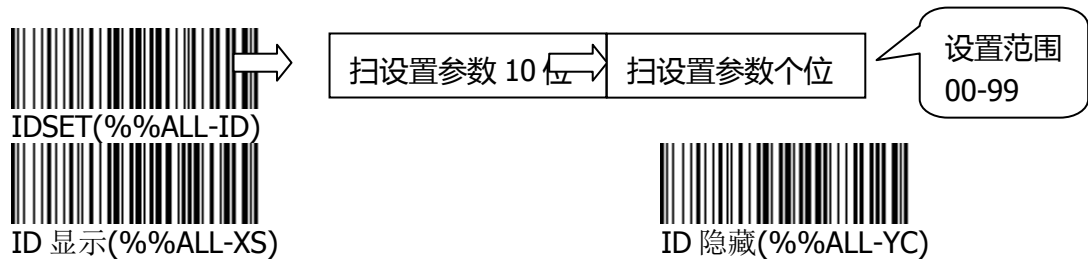 扫设置参数 10 位
扫设置参数个位
设置范围
00-99
IDSET(%%ALL-ID)
ID 显示(%%ALL-XS)
ID 隐藏(%%ALL-YC)